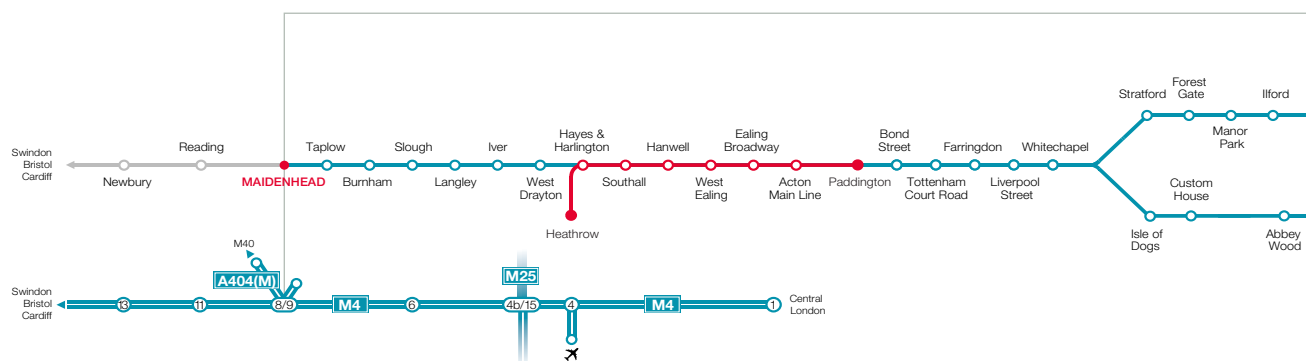 Forest
Gate
Stratford
Ilford
Manor
Park
Hayes &
Harlington
Ealing
Broadway
Bond
Street
Reading
Taplow
Slough
Iver
Hanwell
Farringdon
Whitechapel
Swindon
Bristol
Cardiff
Newbury
MAIDENHEAD
Burnham
Langley
West
Drayton
Southall
West
Ealing
Acton
Main Line
Paddington
Tottenham
Court Road
Liverpool
Street
Custom
House
Heathrow
Isle of
Dogs
Abbey
Wood
M40
A404(M)
M25
Swindon
Bristol
Cardiff
13
11
8/9
M4
6
4b/15
4
M4
1
Central
London